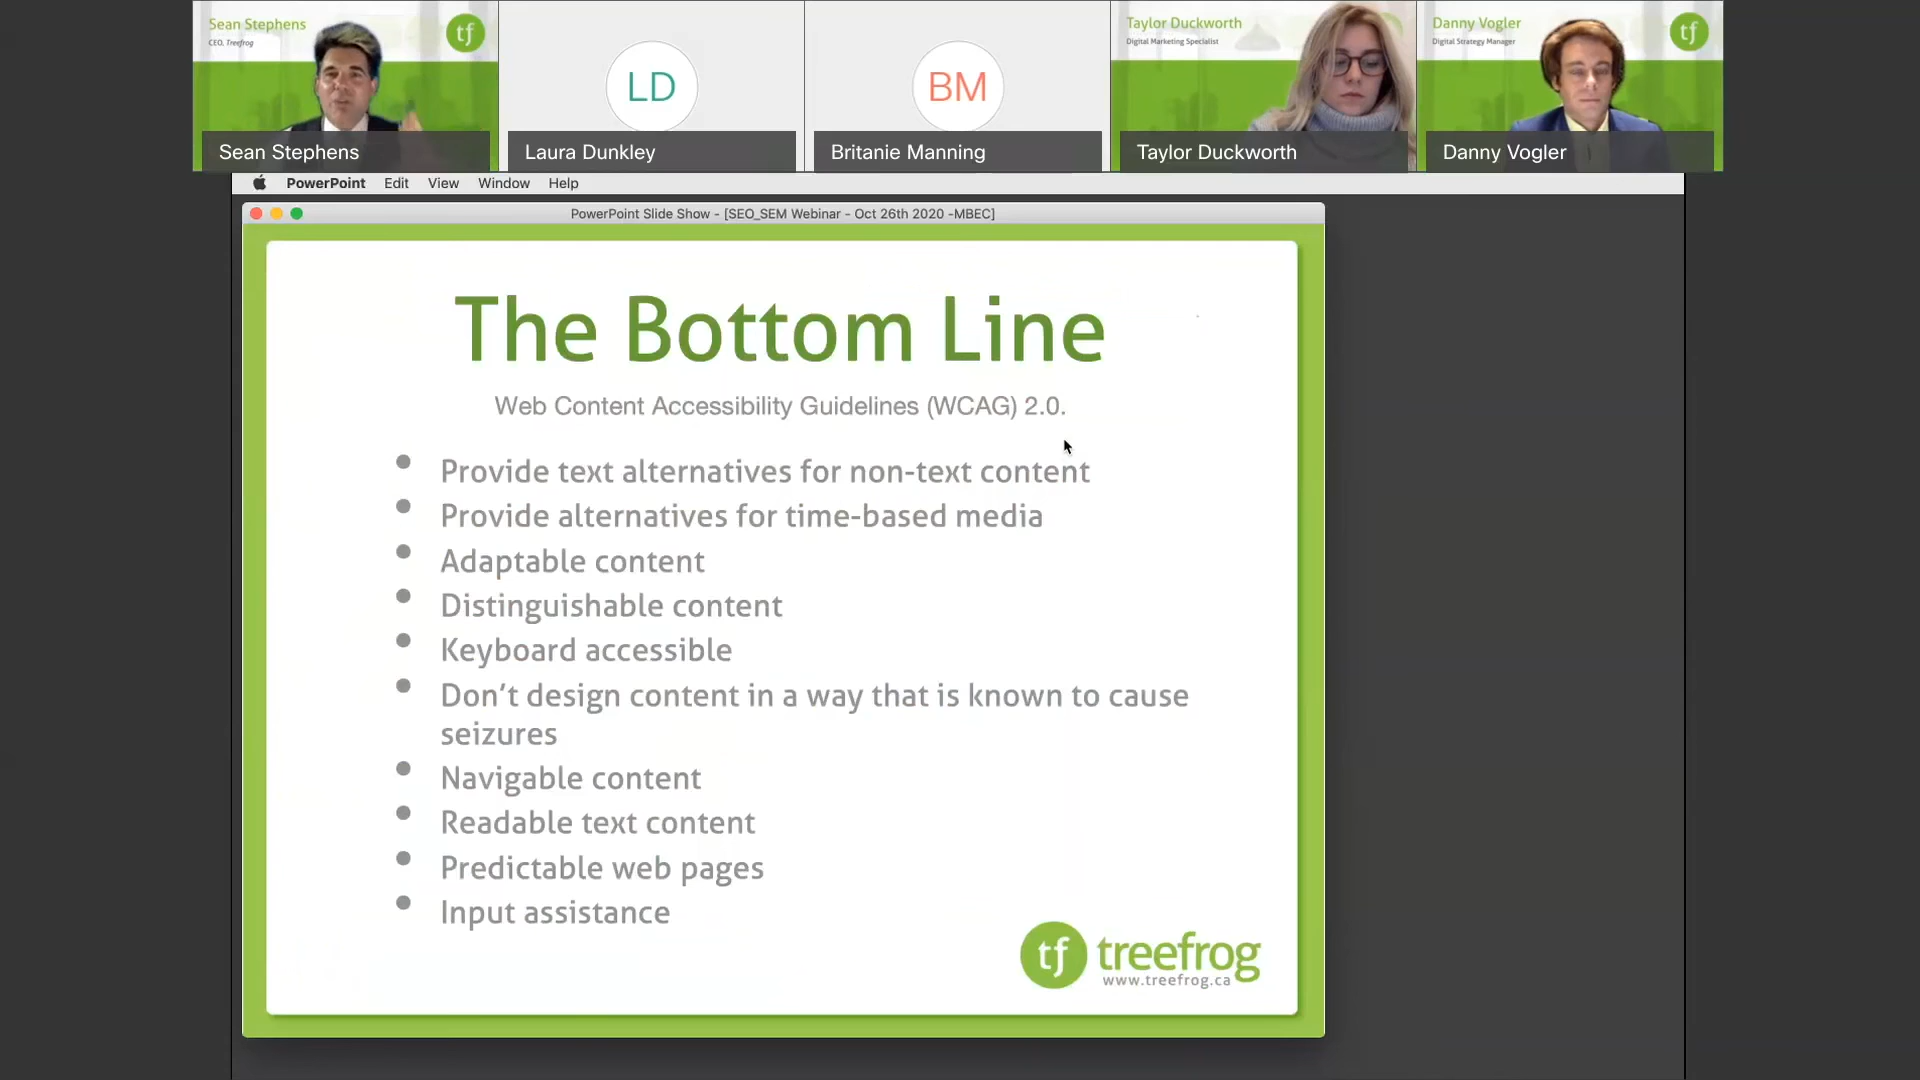 Sean Stephens
CEO, Treefrog
tf
LD
BM
Taylor Duckworth
Digital Marketing Specialist
Danny Vogler
Digital Strategy Manager
tf
Sean Stephens
Laura Dunkley
Britanie Manning
Taylor Duckworth
Danny Vogler
PowerPoint Edit View Window Help
PowerPoint Slide Show - [SEO_SEM Webinar - Oct 26th 2020 -MBEC]
The Bottom Line
Web Content Accessibility Guidelines (WCAG) 2.0.
• Provide text alternatives for non-text content
• Provide alternatives for time-based media
• Adaptable content
• Distinguishable content
• Keyboard accessible
• Don’t design content in a way that is known to cause
seizures
• Navigable content
• Readable text content
• Predictable web pages
• Input assistance
tf treefrog
www.treefrog.ca